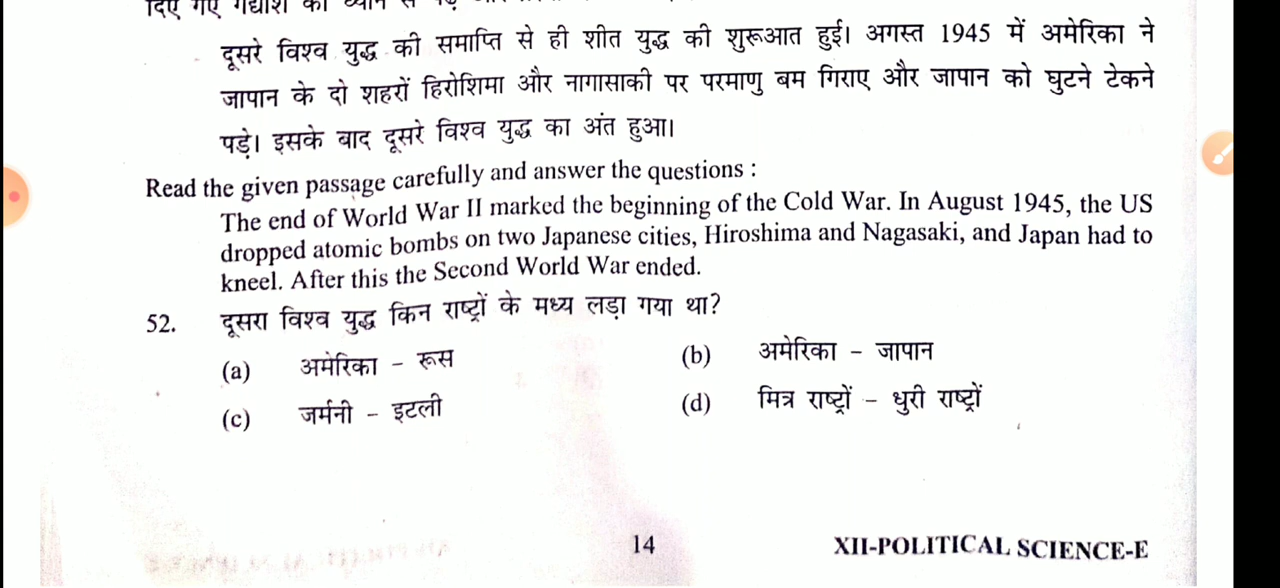 दिए गए गद्यांश को ध्यान से पढ़ें और
दूसरे विश्व युद्ध की समाप्ति से ही शीत युद्ध की शुरूआत हुई। अगस्त 1945 में अमेरिका ने
जापान के दो शहरों हिरोशिमा और नागासाकी पर परमाणु बम गिराए और जापान को घुटने टेकने
पड़े। इसके बाद दूसरे विश्व युद्ध का अंत हुआ।
Read the given passage carefully and answer the questions :
The end of World War II marked the beginning of the Cold War. In August 1945, the US
dropped atomic bombs on two Japanese cities, Hiroshima and Nagasaki, and Japan had to
kneel. After this the Second World War ended.
52. दूसरा विश्व युद्ध किन राष्ट्रों के मध्य लड़ा गया था?
(a) अमेरिका - रूस (b) अमेरिका - जापान
(c) जर्मनी - इटली (d) मित्र राष्ट्रों - धुरी राष्ट्रों
14 XII-POLITICAL SCIENCE-E